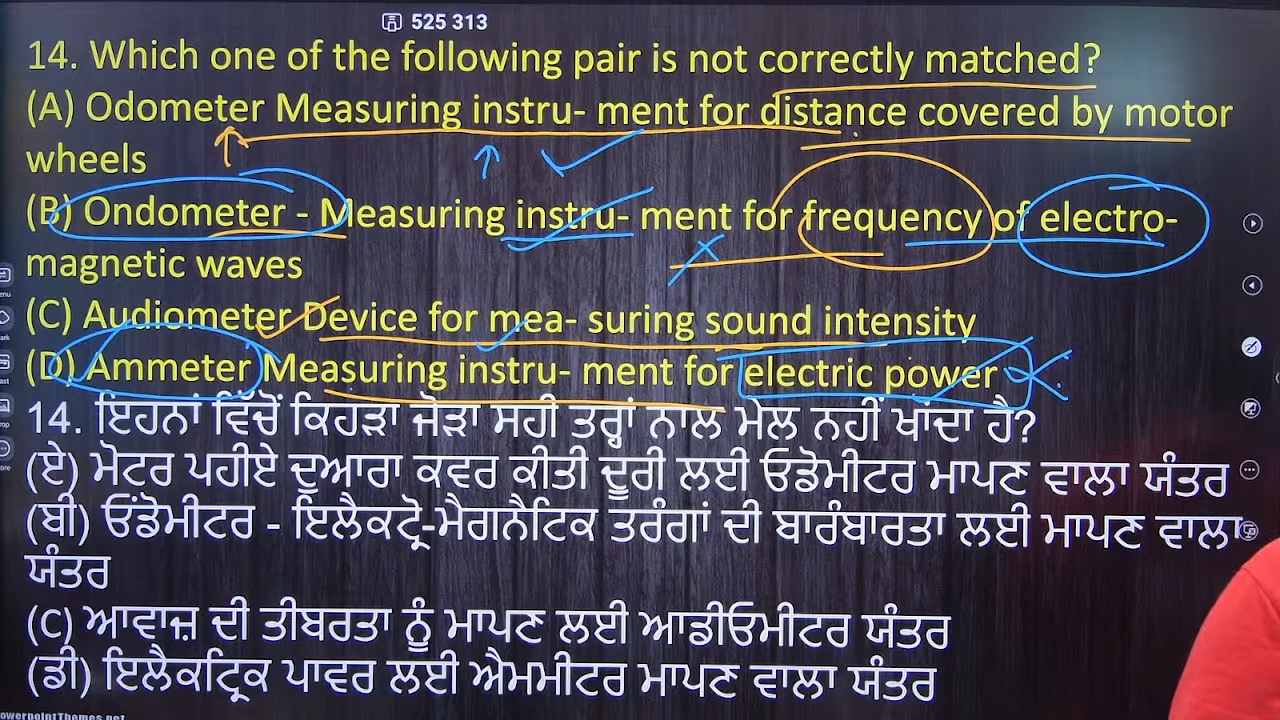 525 313
14. Which one of the following pair is not correctly matched?
(A) Odometer Measuring instru- ment for distance covered by motor
wheels
(B) Ondometer - Measuring instru- ment for frequency of electro-
magnetic waves
(C) Audiometer Device for mea- suring sound intensity
(D) Ammeter Measuring instru- ment for electric power
14. ਇਹਨਾਂ ਵਿੱਚੋਂ ਕਿਹੜਾ ਜੋੜਾ ਸਹੀ ਤਰ੍ਹਾਂ ਨਾਲ ਮੇਲ ਨਹੀਂ ਖਾਂਦਾ ਹੈ?
(ਏ) ਮੋਟਰ ਪਹੀਏ ਦੁਆਰਾ ਕਵਰ ਕੀਤੀ ਦੂਰੀ ਲਈ ਓਡੋਮੀਟਰ ਮਾਪਣ ਵਾਲਾ ਯੰਤਰ
(ਬੀ) ਓਂਡੋਮੀਟਰ - ਇਲੈਕਟ੍ਰੋ-ਮੈਗਨੈਟਿਕ ਤਰੰਗਾਂ ਦੀ ਬਾਰੰਬਾਰਤਾ ਲਈ ਮਾਪਣ ਵਾਲਾ
ਯੰਤਰ
(C) ਆਵਾਜ਼ ਦੀ ਤੀਬਰਤਾ ਨੂੰ ਮਾਪਣ ਲਈ ਆਡੀਓਮੀਟਰ ਯੰਤਰ
(ਡੀ) ਇਲੈਕਟ੍ਰਿਕ ਪਾਵਰ ਲਈ ਐਮਮੀਟਰ ਮਾਪਣ ਵਾਲਾ ਯੰਤਰ
owerpointThemes.net